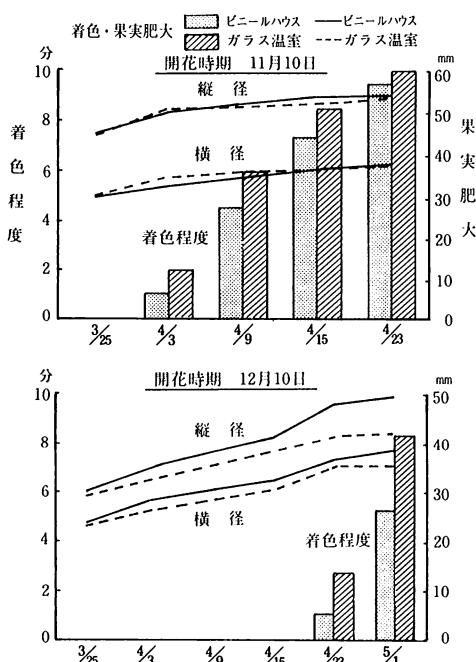 着色・果実肥大
ビニールハウス
ビニールハウス
ガラス温室
ガラス温室
開花時期 11月10日
分
mm
10
8
6
4
2
0
着色程度
60
50
40
30
20
10
0
果実肥大
縦径
横径
着色程度
3/25
4/3
4/9
4/15
4/23
開花時期 12月10日
分
mm
10
8
6
4
2
0
50
40
30
20
10
0
縦径
横径
着色程度
3/25
4/3
4/9
4/15
4/23
5/1